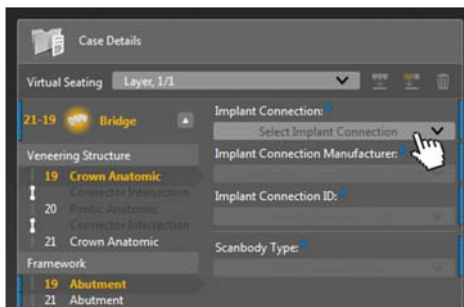 Case Details
Virtual Seating
Layer, 1/1
21-19 Bridge
Implant Connection:
Select Implant Connection
Veneering Structure
Implant Connection Manufacturer:
19 Crown Anatomic
Connector Intersection
Implant Connection ID:
20 Pontic Anatomic
Connector Intersection
21 Crown Anatomic
Scanbody Type:
Framework
19 Abutment
21 Abutment